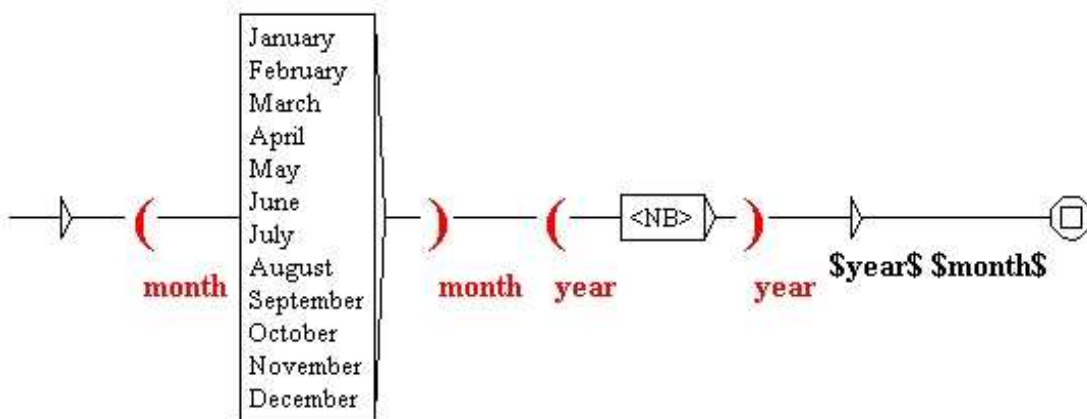 January
February
March
April
May
June
July
August
September
October
November
December
(
month
)
month
(
year
<NB>
)
year
$year$ $month$